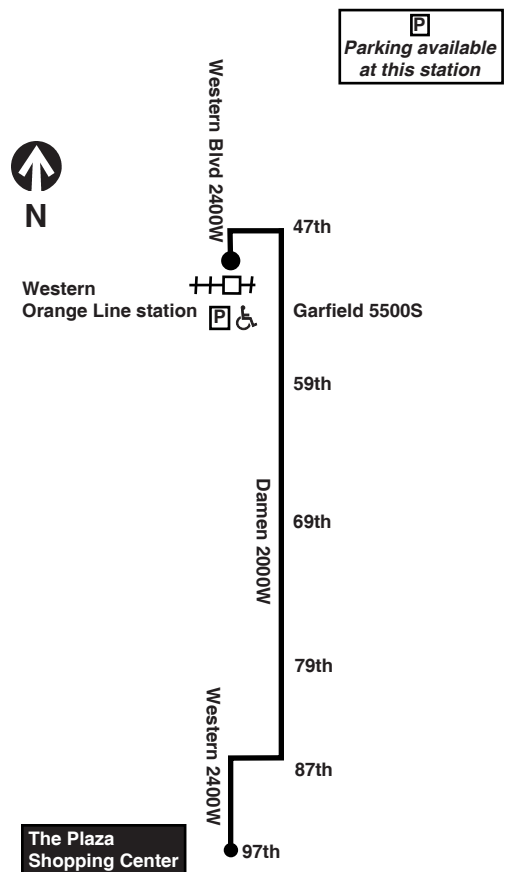 P
Parking available
at this station
Western Blvd 2400W
N
47th
Western
Orange Line station
P
Garfield 5500S
59th
Damen 2000W
69th
79th
Western 2400W
87th
The Plaza
Shopping Center
97th